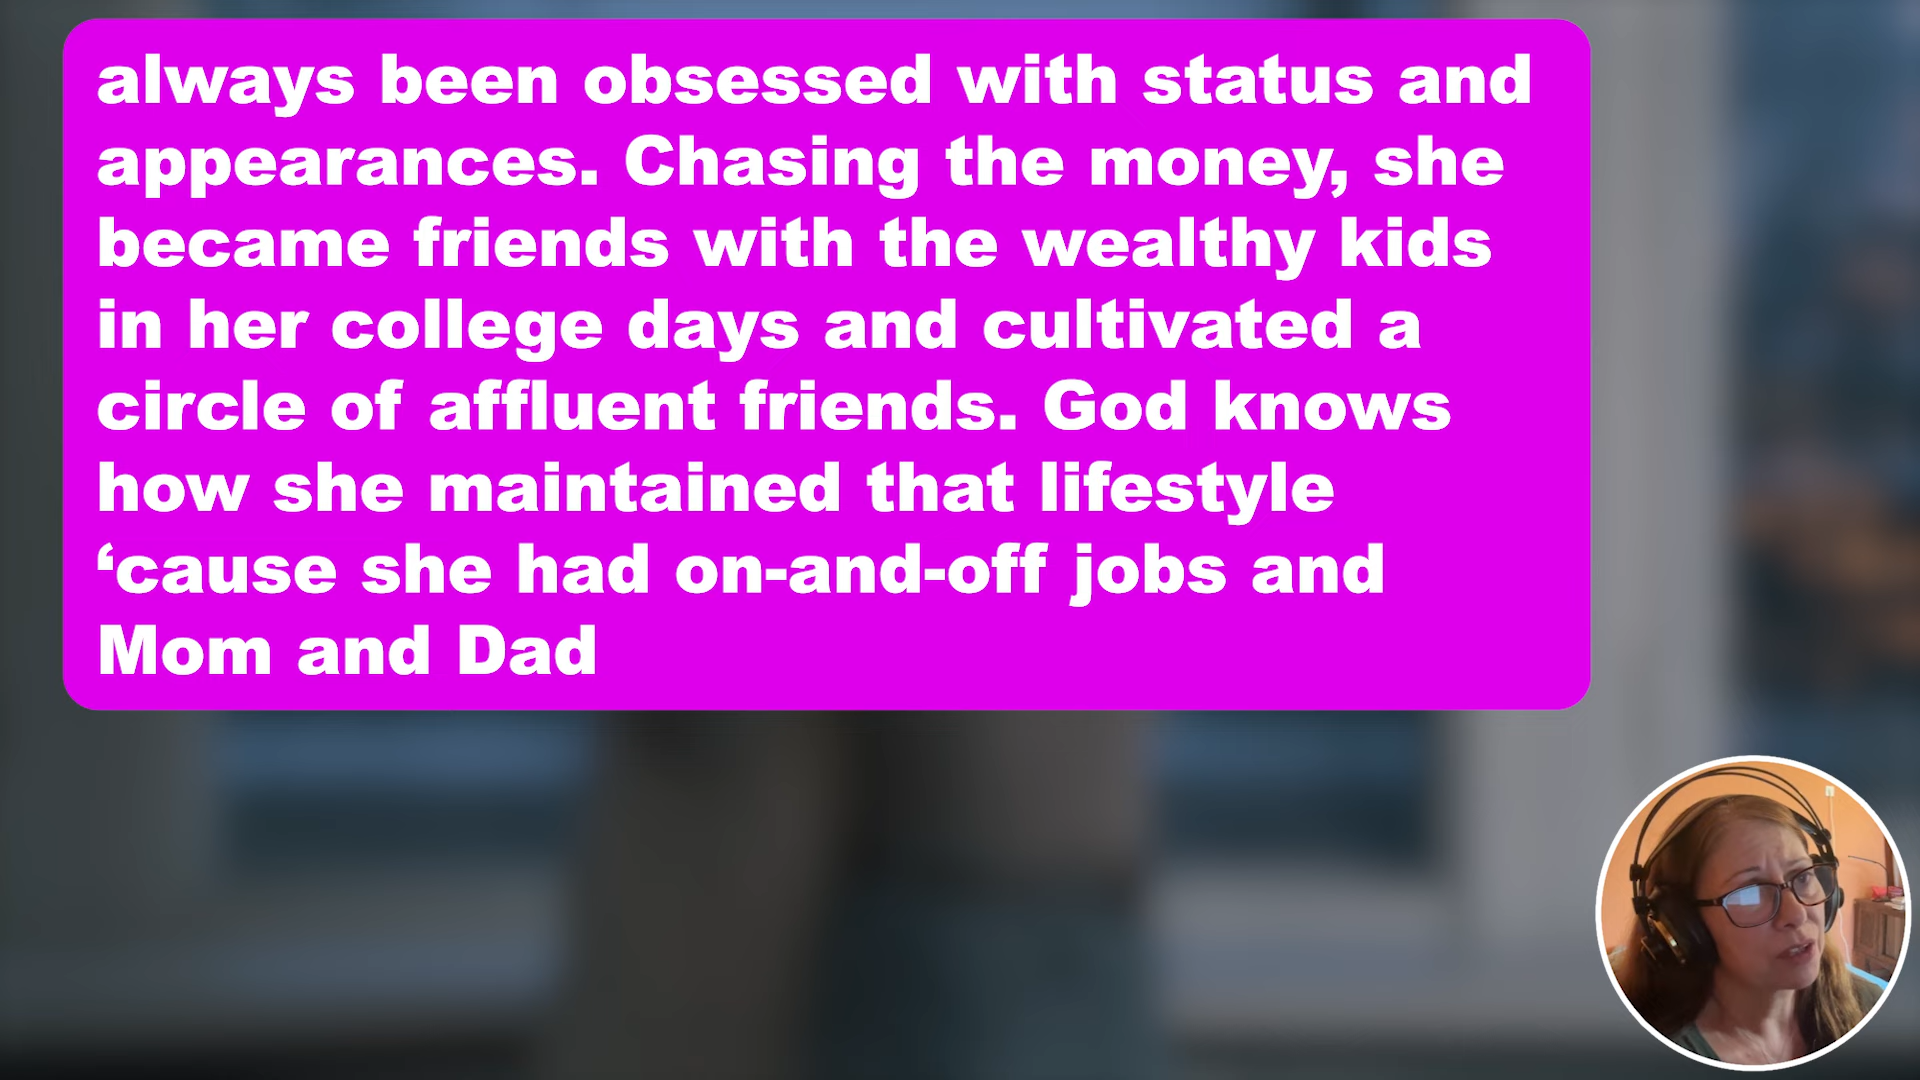 always been obsessed with status and
appearances. Chasing the money, she
became friends with the wealthy kids
in her college days and cultivated a
circle of affluent friends. God knows
how she maintained that lifestyle
‘cause she had on-and-off jobs and
Mom and Dad